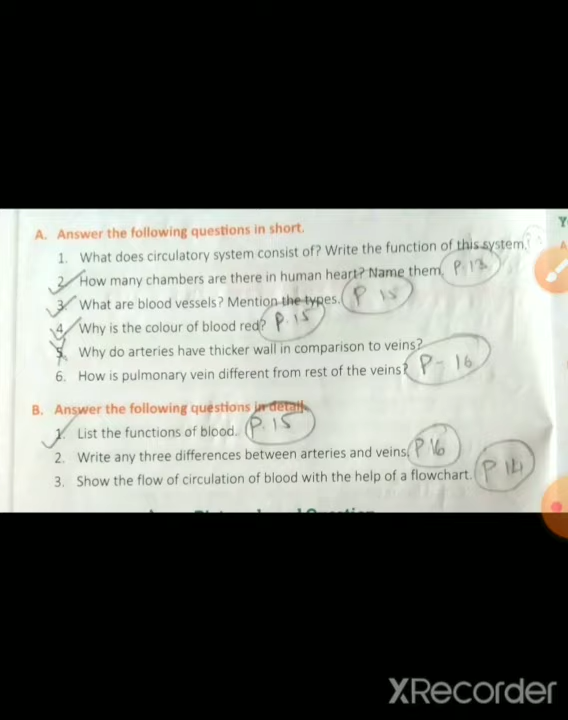 A. Answer the following questions in short.
1. What does circulatory system consist of? Write the function of this system.
2. How many chambers are there in human heart? Name them. P.13
3. What are blood vessels? Mention the types. P 15
4. Why is the colour of blood red? P.15
5. Why do arteries have thicker wall in comparison to veins?
6. How is pulmonary vein different from rest of the veins? P-16
B. Answer the following questions in detail.
1. List the functions of blood. P.15
2. Write any three differences between arteries and veins. P16
3. Show the flow of circulation of blood with the help of a flowchart. P 14
XRecorder